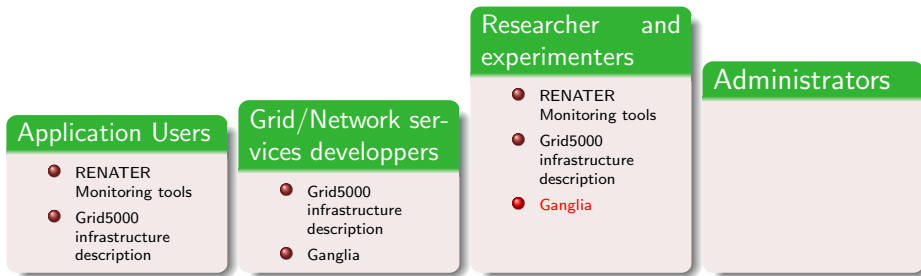 Application Users
RENATER
Monitoring tools
Grid5000
infrastructure
description
Grid/Network ser-
vices developpers
Grid5000
infrastructure
description
Ganglia
Researcher and
experimenters
RENATER
Monitoring tools
Grid5000
infrastructure
description
Ganglia
Administrators